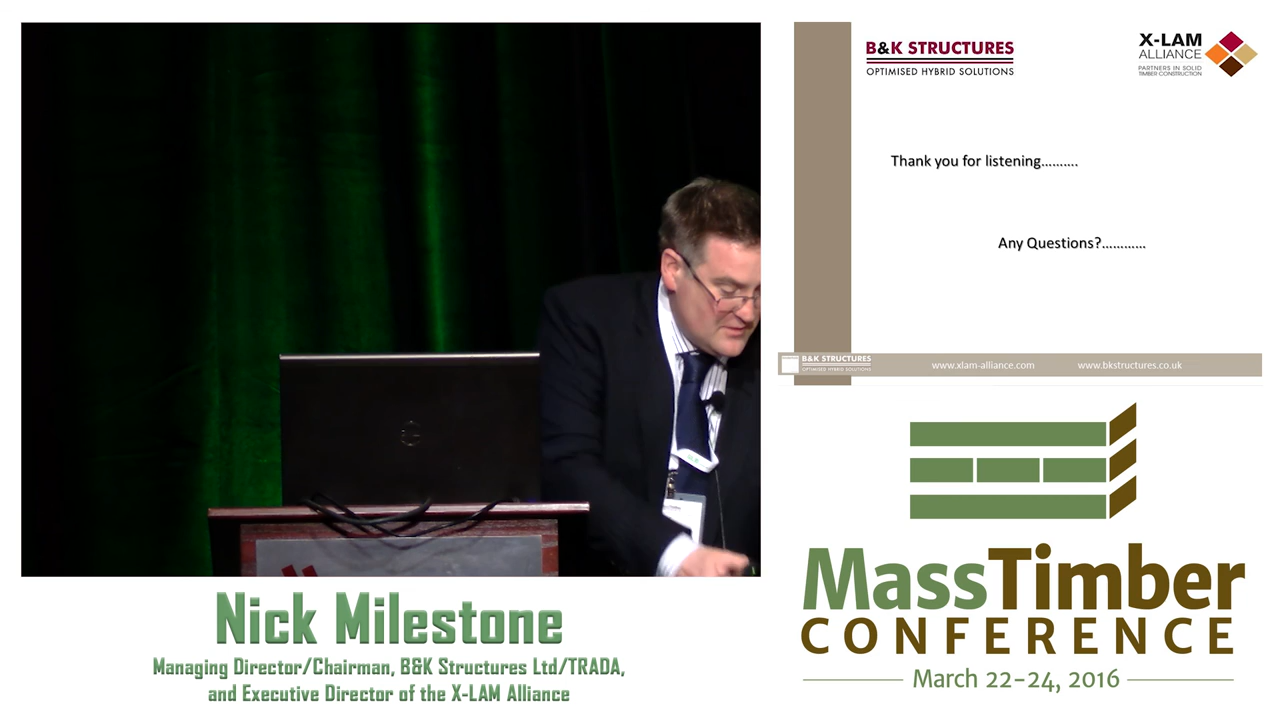 B&K STRUCTURES
OPTIMISED HYBRID SOLUTIONS
X-LAM
ALLIANCE
PARTNERS IN SOLID
TIMBER CONSTRUCTION
Thank you for listening……….
Any Questions?…………
B&K STRUCTURES
OPTIMISED HYBRID SOLUTIONS
www.xlam-alliance.com
www.bkstructures.co.uk
MassTimber
CONFERENCE
March 22-24, 2016
Nick Milestone
Managing Director/Chairman, B&K Structures Ltd/TRADA,
and Executive Director of the X-LAM Alliance